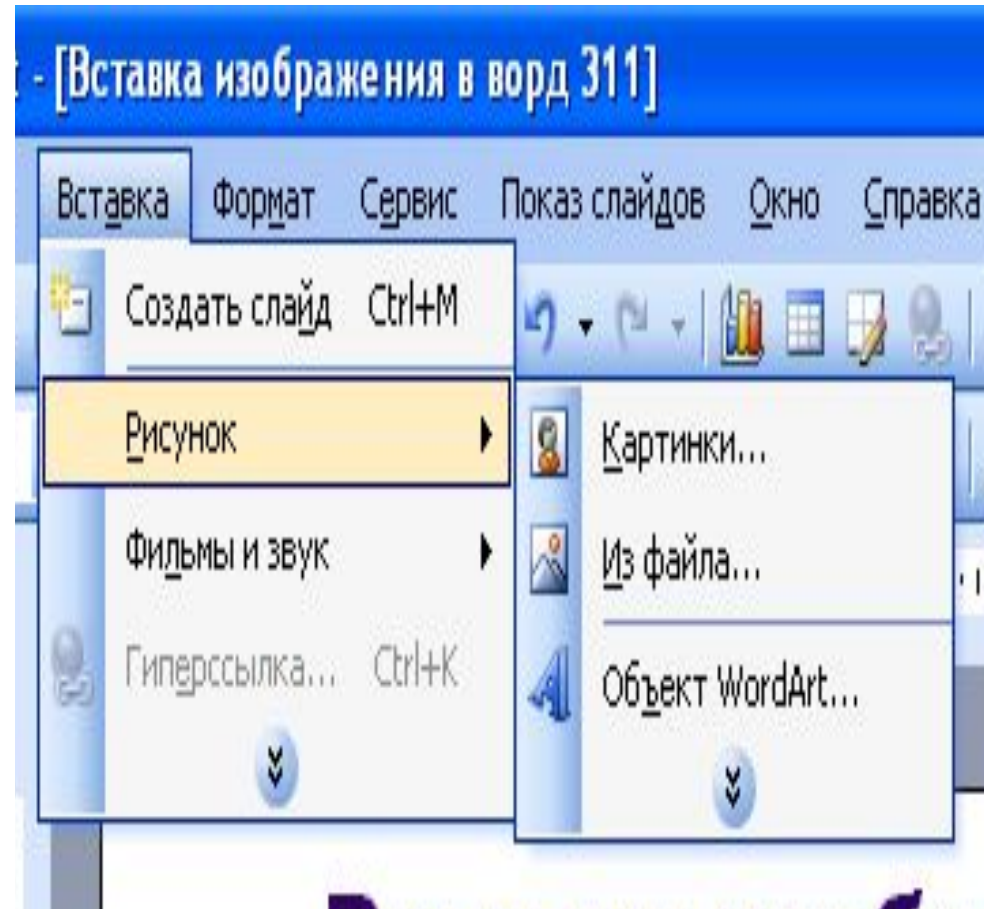 - [Вставка изображения в ворд 311]
Вставка Формат Сервис Показ слайдов Окно Справка
Создать слайд Ctrl+M
Рисунок
Фильмы и звук
Гиперссылка... Ctrl+K
Картинки...
Из файла...
Объект WordArt...